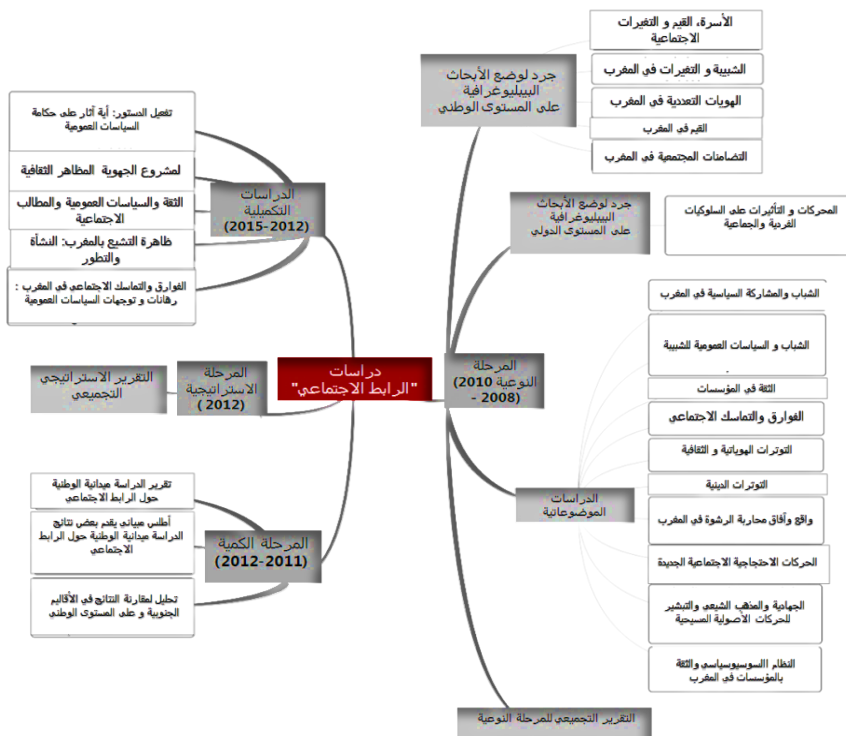 دراسات
"الرابط الاجتماعي"
المرحلة
النوعية 2010)
(2008 -
جرد لوضع الأبحاث
البيبليوغرافية
على المستوى الوطني
الأسرة، القيم و التغيرات
الاجتماعية
الشبيبة و التغيرات في المغرب
الهويات التعددية في المغرب
القيم في المغرب
التضامنات المجتمعية في المغرب
جرد لوضع الأبحاث
البيبليوغرافية
على المستوى الدولي
المحركات و التأثيرات على السلوكيات
الفردية والجماعية
الدراسات
الموضوعاتية
الشباب والمشاركة السياسية في المغرب
الشباب و السياسات العمومية للشبيبة
الثقة في المؤسسات
الفوارق والتماسك الاجتماعي
التوترات الهوياتية و الثقافية
التوترات الدينية
واقع وآفاق محاربة الرشوة في المغرب
الحركات الاحتجاجية الاجتماعية الجديدة
الجهادية والمذهب الشيعي والتبشير
للحركات الأصولية المسيحية
النظام االسوسيوسياسي والثقة
بالمؤسسات في المغرب
التقرير التجميعي للمرحلة النوعية
الدراسات
التكميلية
(2015-2012)
تفعيل الدستور: أية آثار على حكامة
السياسات العمومية
لمشروع الجهوية المظاهر الثقافية
الثقة والسياسات العمومية والمطالب
الاجتماعية
ظاهرة التشيع بالمغرب: النشأة
والتطور
الفوارق والتماسك الاجتماعي في المغرب :
رهانات و توجهات السياسات العمومية
المرحلة
الاستراتيجية
(2012 )
التقرير الاستراتيجي
التجميعي
المرحلة الكمية
(2012-2011)
تقرير الدراسة ميدانية الوطنية
حول الرابط الاجتماعي
أطلس مبياني يقدم بعض نتائج
الدراسة ميدانية الوطنية حول الرابط
الاجتماعي
تحليل لمقارنة النتائج في الأقاليم
الجنوبية و على المستوى الوطني